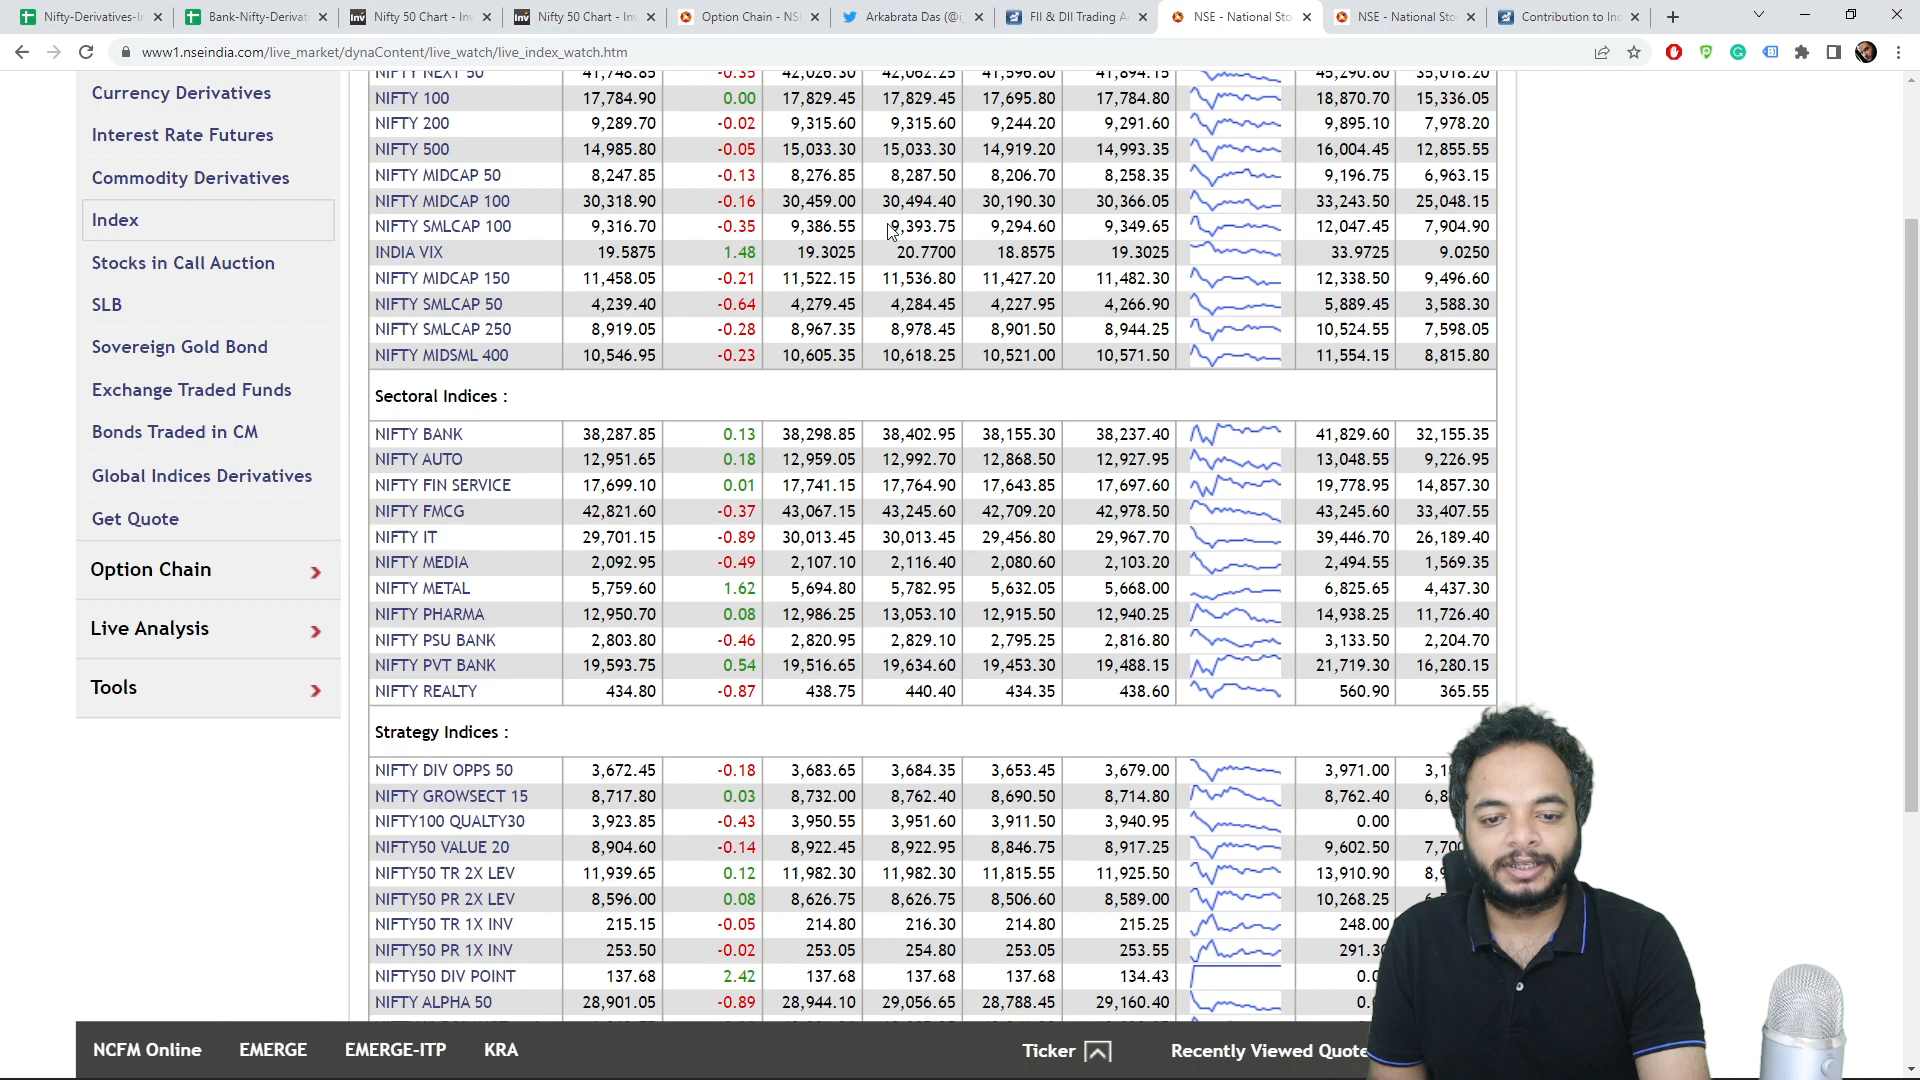 Nifty-Derivatives-In
Bank-Nifty-Derivat
Nifty 50 Chart - Inv
Nifty 50 Chart - Inv
Option Chain - NS
Arkabrata Das (@i_
FII & DII Trading A
NSE - National Sto
NSE - National Sto
Contribution to In
www1.nseindia.com/live_market/dynaContent/live_watch/live_index_watch.htm
Currency Derivatives
Interest Rate Futures
Commodity Derivatives
Index
Stocks in Call Auction
SLB
Sovereign Gold Bond
Exchange Traded Funds
Bonds Traded in CM
Global Indices Derivatives
Get Quote
Option Chain
Live Analysis
Tools
NIFTY NEXT 50 41,748.85 -0.35 42,026.30 42,062.25 41,596.80 41,894.15 45,290.80 35,018.20
NIFTY 100 17,784.90 0.00 17,829.45 17,829.45 17,695.80 17,784.80 18,870.70 15,336.05
NIFTY 200 9,289.70 -0.02 9,315.60 9,315.60 9,244.20 9,291.60 9,895.10 7,978.20
NIFTY 500 14,985.80 -0.05 15,033.30 15,033.30 14,919.20 14,993.35 16,004.45 12,855.55
NIFTY MIDCAP 50 8,247.85 -0.13 8,276.85 8,287.50 8,206.70 8,258.35 9,196.75 6,963.15
NIFTY MIDCAP 100 30,318.90 -0.16 30,459.00 30,494.40 30,190.30 30,366.05 33,243.50 25,048.15
NIFTY SMLCAP 100 9,316.70 -0.35 9,386.55 9,393.75 9,294.60 9,349.65 12,047.45 7,904.90
INDIA VIX 19.5875 1.48 19.3025 20.7700 18.8575 19.3025 33.9725 9.0250
NIFTY MIDCAP 150 11,458.05 -0.21 11,522.15 11,536.80 11,427.20 11,482.30 12,338.50 9,496.60
NIFTY SMLCAP 50 4,239.40 -0.64 4,279.45 4,284.45 4,227.95 4,266.90 5,889.45 3,588.30
NIFTY SMLCAP 250 8,919.05 -0.28 8,967.35 8,978.45 8,901.50 8,944.25 10,524.55 7,598.05
NIFTY MIDSML 400 10,546.95 -0.23 10,605.35 10,618.25 10,521.00 10,571.50 11,554.15 8,815.80
Sectoral Indices :
NIFTY BANK 38,287.85 0.13 38,298.85 38,402.95 38,155.30 38,237.40 41,829.60 32,155.35
NIFTY AUTO 12,951.65 0.18 12,959.05 12,992.70 12,868.50 12,927.95 13,048.55 9,226.95
NIFTY FIN SERVICE 17,699.10 0.01 17,741.15 17,764.90 17,643.85 17,697.60 19,778.95 14,857.30
NIFTY FMCG 42,821.60 -0.37 43,067.15 43,245.60 42,709.20 42,978.50 43,245.60 33,407.55
NIFTY IT 29,701.15 -0.89 30,013.45 30,013.45 29,456.80 29,967.70 39,446.70 26,189.40
NIFTY MEDIA 2,092.95 -0.49 2,107.10 2,116.40 2,080.60 2,103.20 2,494.55 1,569.35
NIFTY METAL 5,759.60 1.62 5,694.80 5,782.95 5,632.05 5,668.00 6,825.65 4,437.30
NIFTY PHARMA 12,950.70 0.08 12,986.25 13,053.10 12,915.50 12,940.25 14,938.25 11,726.40
NIFTY PSU BANK 2,803.80 -0.46 2,820.95 2,829.10 2,795.25 2,816.80 3,133.50 2,204.70
NIFTY PVT BANK 19,593.75 0.54 19,516.65 19,634.60 19,453.30 19,488.15 21,719.30 16,280.15
NIFTY REALTY 434.80 -0.87 438.75 440.40 434.35 438.60 560.90 365.55
Strategy Indices :
NIFTY DIV OPPS 50 3,672.45 -0.18 3,683.65 3,684.35 3,653.45 3,679.00 3,971.00
NIFTY GROWSECT 15 8,717.80 0.03 8,732.00 8,762.40 8,690.50 8,714.80 8,762.40
NIFTY100 QUALTY30 3,923.85 -0.43 3,950.55 3,951.60 3,911.50 3,940.95 0.00
NIFTY50 VALUE 20 8,904.60 -0.14 8,922.45 8,922.95 8,846.75 8,917.25 9,602.50
NIFTY50 TR 2X LEV 11,939.65 0.12 11,982.30 11,982.30 11,815.55 11,925.50 13,910.90
NIFTY50 PR 2X LEV 8,596.00 0.08 8,626.75 8,626.75 8,506.60 8,589.00 10,268.25
NIFTY50 TR 1X INV 215.15 -0.05 214.80 216.30 214.80 215.25 248.00
NIFTY50 PR 1X INV 253.50 -0.02 253.05 254.80 253.05 253.55 291.30
NIFTY50 DIV POINT 137.68 2.42 137.68 137.68 137.68 134.43
NIFTY ALPHA 50 28,901.05 -0.89 28,944.10 29,056.65 28,788.45 29,160.40
NCFM Online EMERGE EMERGE-ITP KRA Ticker Recently Viewed Quote